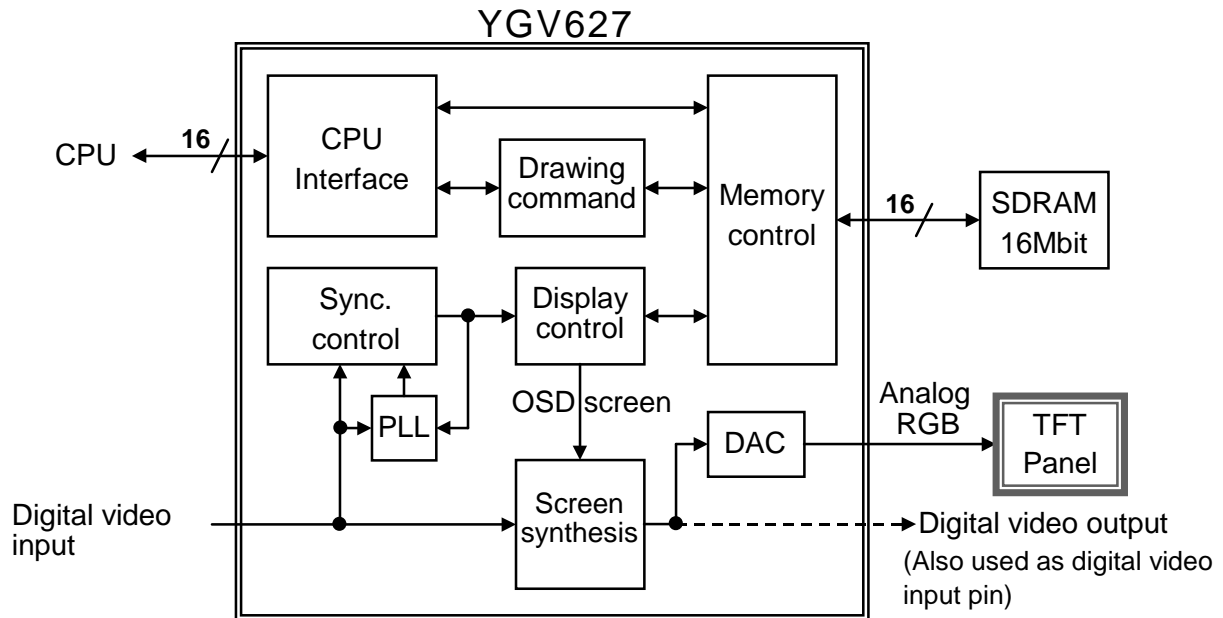 YGV627
CPU
16
CPU
Interface
Drawing
command
Memory
control
16
SDRAM
16Mbit
Sync.
control
Display
control
PLL
OSD screen
Analog
RGB
DAC
TFT
Panel
Digital video
input
Screen
synthesis
Digital video output
(Also used as digital video
input pin)